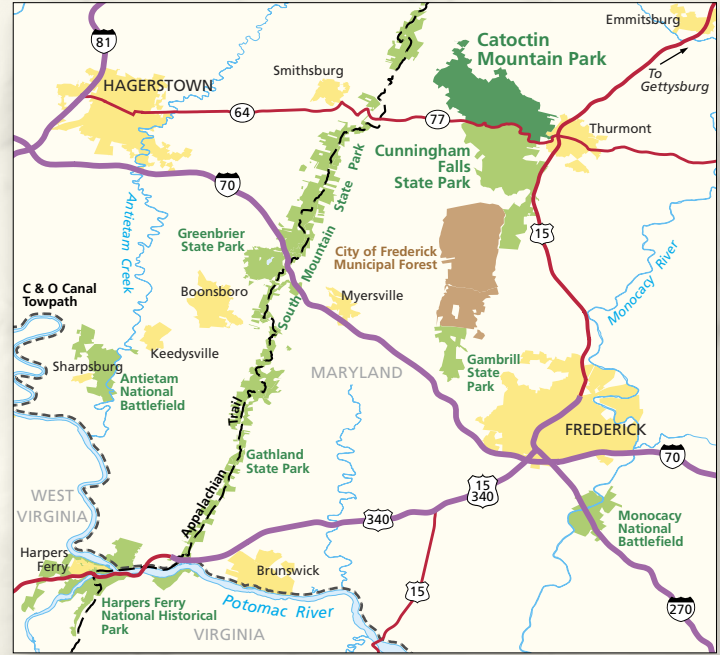 Emmitsburg
81
Catoctin
Mountain Park
To
Gettysburg
HAGERSTOWN
Smithsburg
64
77
Thurmont
Cunningham
Falls
State Park
70
South Mountain State Park
Antietam Creek
Greenbrier
State Park
15
City of Frederick
Municipal Forest
Monocacy River
C & O Canal
Towpath
Boonsboro
Myersville
Keedysville
Sharpsburg
MARYLAND
Gambrill
State
Park
Antietam
National
Battlefield
Appalachian Trail
FREDERICK
Gathland
State Park
70
WEST
VIRGINIA
15
340
340
Monocacy
National
Battlefield
Harpers
Ferry
Brunswick
15
Potomac River
Harpers Ferry
National Historical
Park
VIRGINIA
270